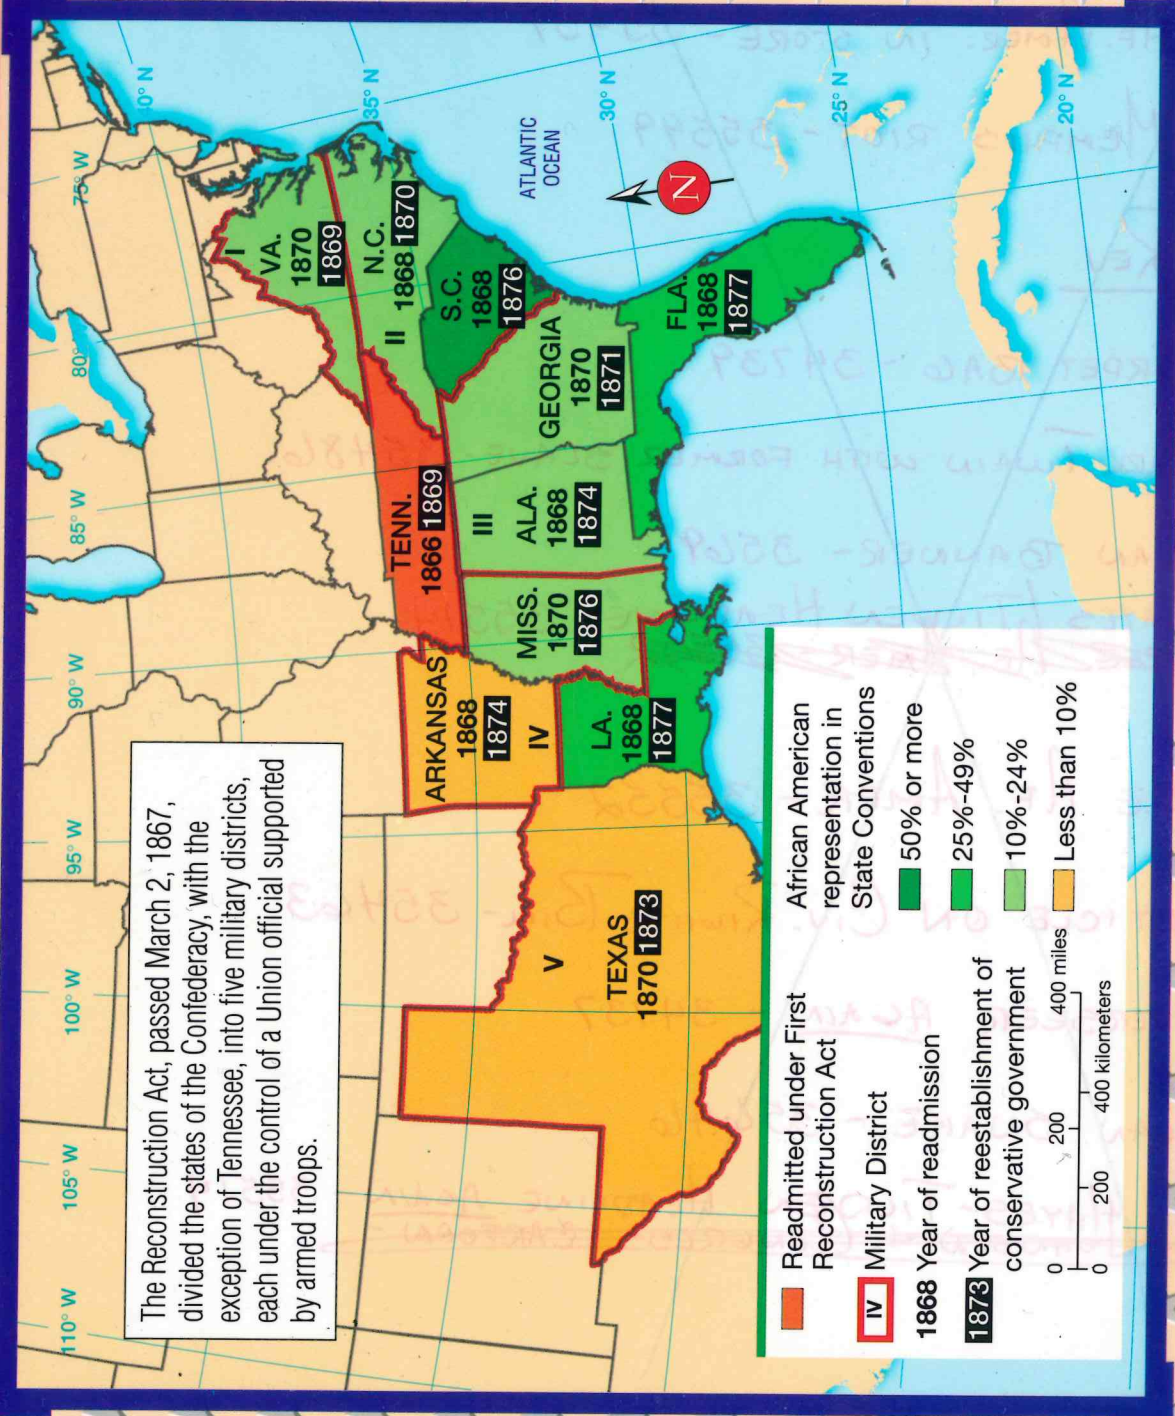 The Reconstruction Act, passed March 2, 1867,
divided the states of the Confederacy, with the
exception of Tennessee, into five military districts,
each under the control of a Union official supported
by armed troops.
110° W
105° W
100° W
95° W
90° W
85° W
80°
75° W
40° N
35° N
30° N
25° N
20° N
ATLANTIC
OCEAN
N
I
VA.
1870
1869
II
N.C.
1868 1870
S.C.
1868
1876
TENN.
1866 1869
III
ALA.
1868
1874
GEORGIA
1870
1871
FLA.
1868
1877
ARKANSAS
1868
1874
IV
MISS.
1870
1876
LA.
1868
1877
V
TEXAS
1870 1873
Readmitted under First
Reconstruction Act
IV Military District
1868 Year of readmission
1873 Year of reestablishment of
conservative government
African American
representation in
State Conventions
50% or more
25%-49%
10%-24%
Less than 10%
0 200 400 miles
0 200 400 kilometers